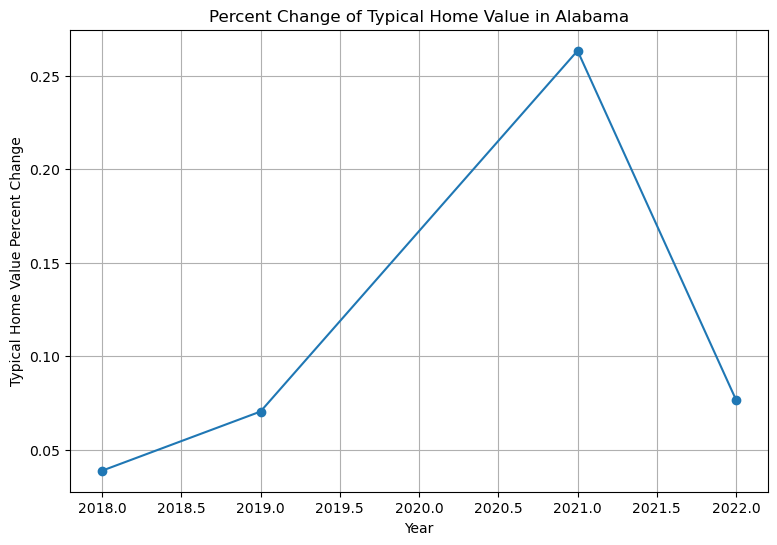 Percent Change of Typical Home Value in Alabama
Typical Home Value Percent Change
0.25
0.20
0.15
0.10
0.05
2018.0 2018.5 2019.0 2019.5 2020.0 2020.5 2021.0 2021.5 2022.0
Year